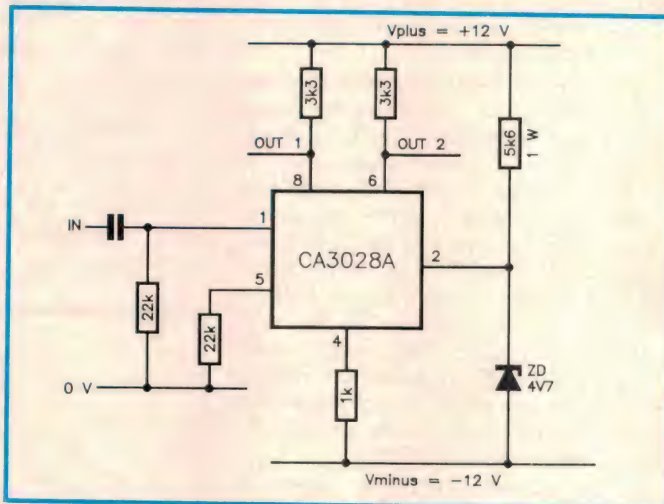 Vplus = +12 V
3k3
3k3
5k6
1 W
OUT 1
OUT 2
8
6
IN
1
CA3028A
2
5
22k
22k
4
0 V
1k
ZD
4V7
Vminus = -12 V